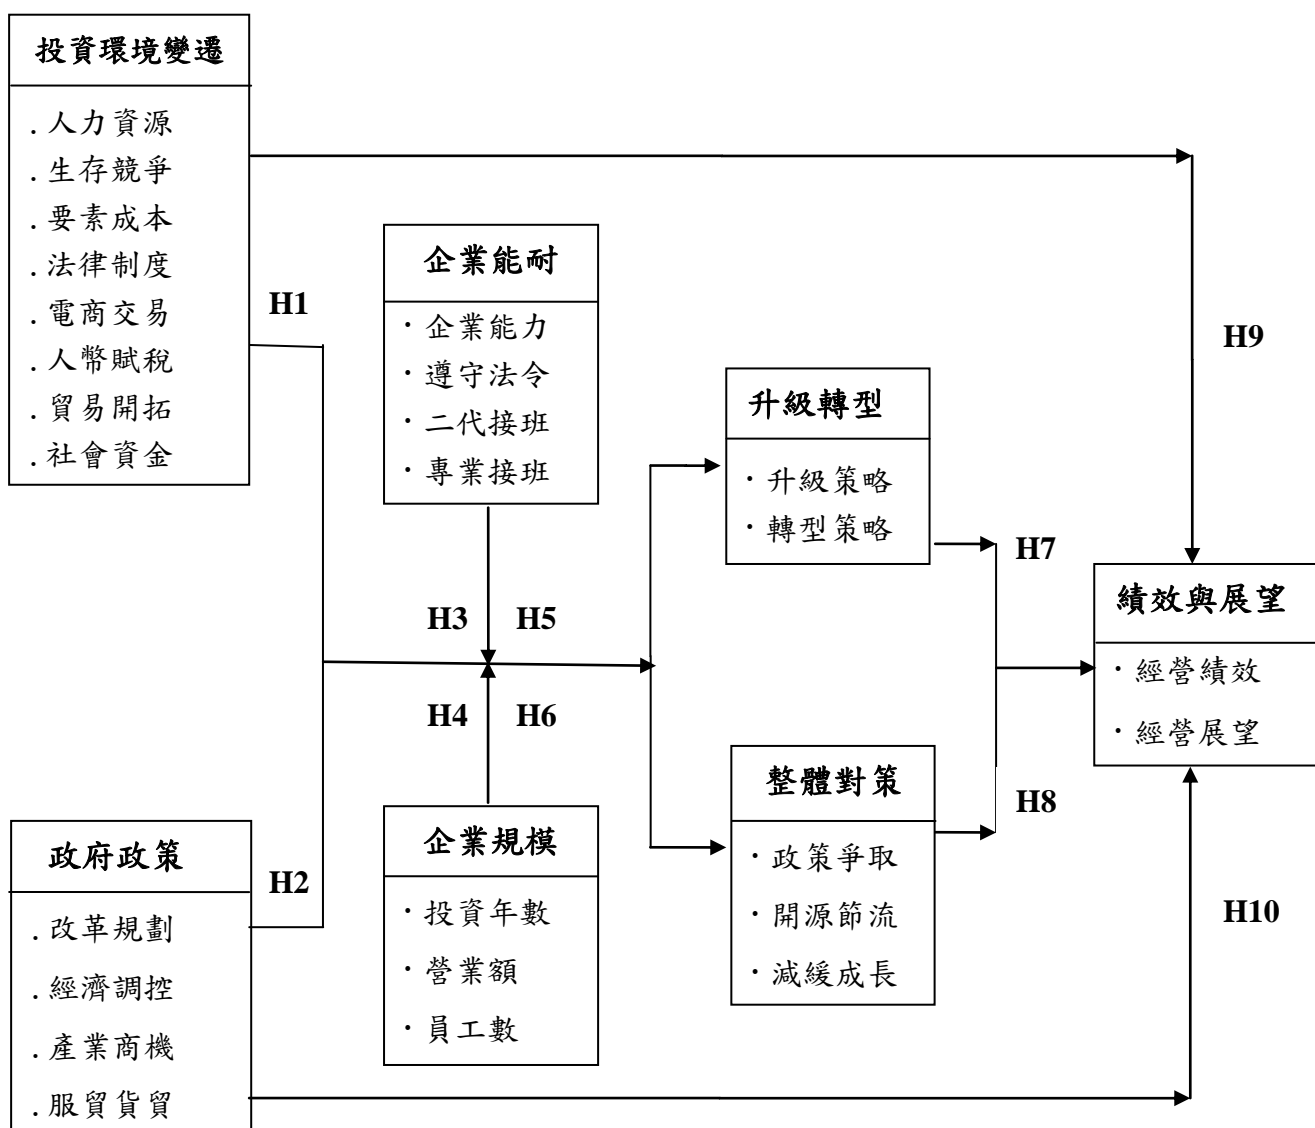 投資環境變遷
. 人力資源
. 生存競爭
. 要素成本
. 法律制度
. 電商交易
. 人幣賦稅
. 貿易開拓
. 社會資金
H1
企業能耐
· 企業能力
· 遵守法令
· 二代接班
· 專業接班
H9
升級轉型
· 升級策略
· 轉型策略
H7
H3
H5
績效與展望
· 經營績效
· 經營展望
H4
H6
整體對策
· 政策爭取
· 開源節流
· 減緩成長
H8
企業規模
· 投資年數
· 營業額
· 員工數
政府政策
. 改革規劃
. 經濟調控
. 產業商機
. 服貿貨貿
H2
H10